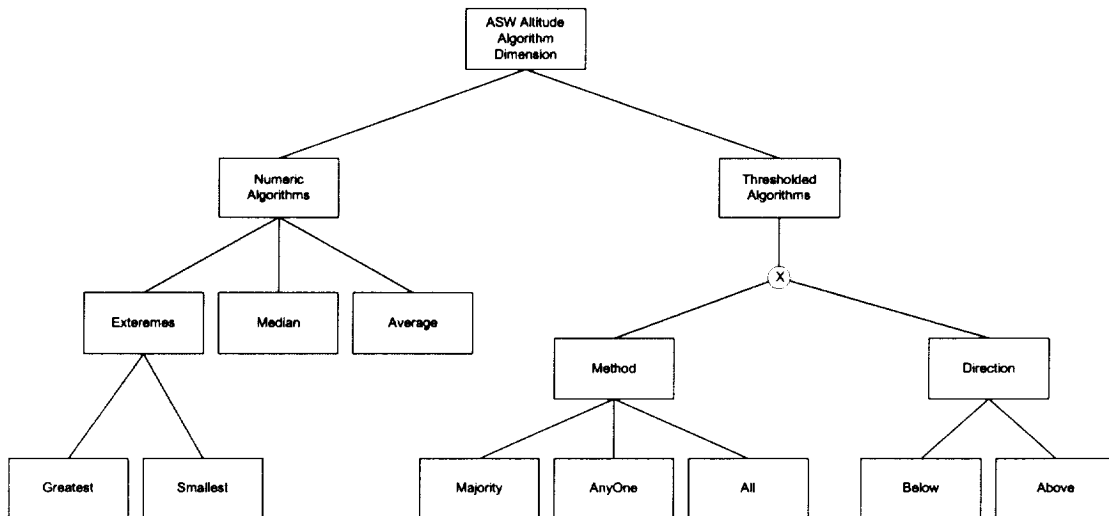 ASW Altitude
Algorithm
Dimension
Numeric
Algorithms
Thresholded
Algorithms
X
Exteremes
Median
Average
Method
Direction
Greatest
Smallest
Majority
AnyOne
All
Below
Above